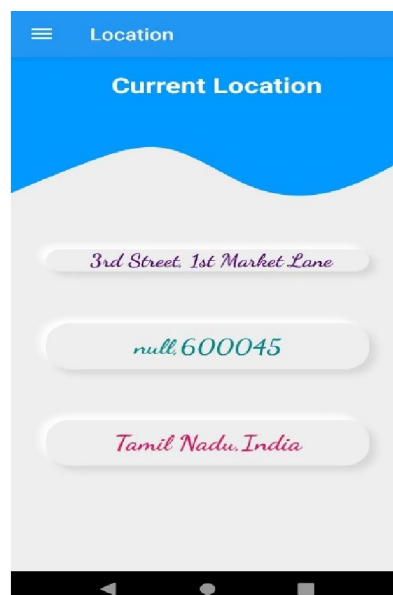 Location
Current Location
3rd Street, 1st Market Lane
null,600045
Tamil Nadu,India